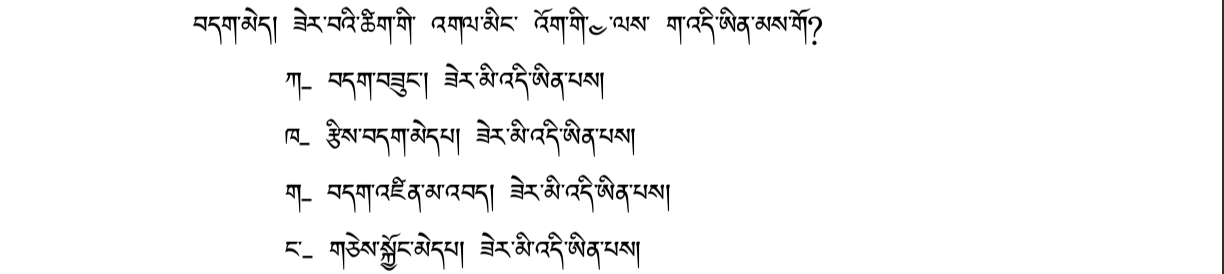 བདག་མེད། ཟེར་བའི་ཚིག་གི་ འགལ་མིང་ འོག་གི་༤་ལས་ ག་འདི་ཨིན་མས་གོ?
ཀ_ བདག་བཟུང་། ཟེར་མི་འདི་ཨིན་པས།
ཁ_ རྩིས་བདག་མེདཔ། ཟེར་མི་འདི་ཨིན་པས།
ག_ བདག་འཛིན་མ་འབད། ཟེར་མི་འདི་ཨིན་པས།
ང_ གཅེས་སྐྱོང་མེདཔ། ཟེར་མི་འདི་ཨིན་པས།